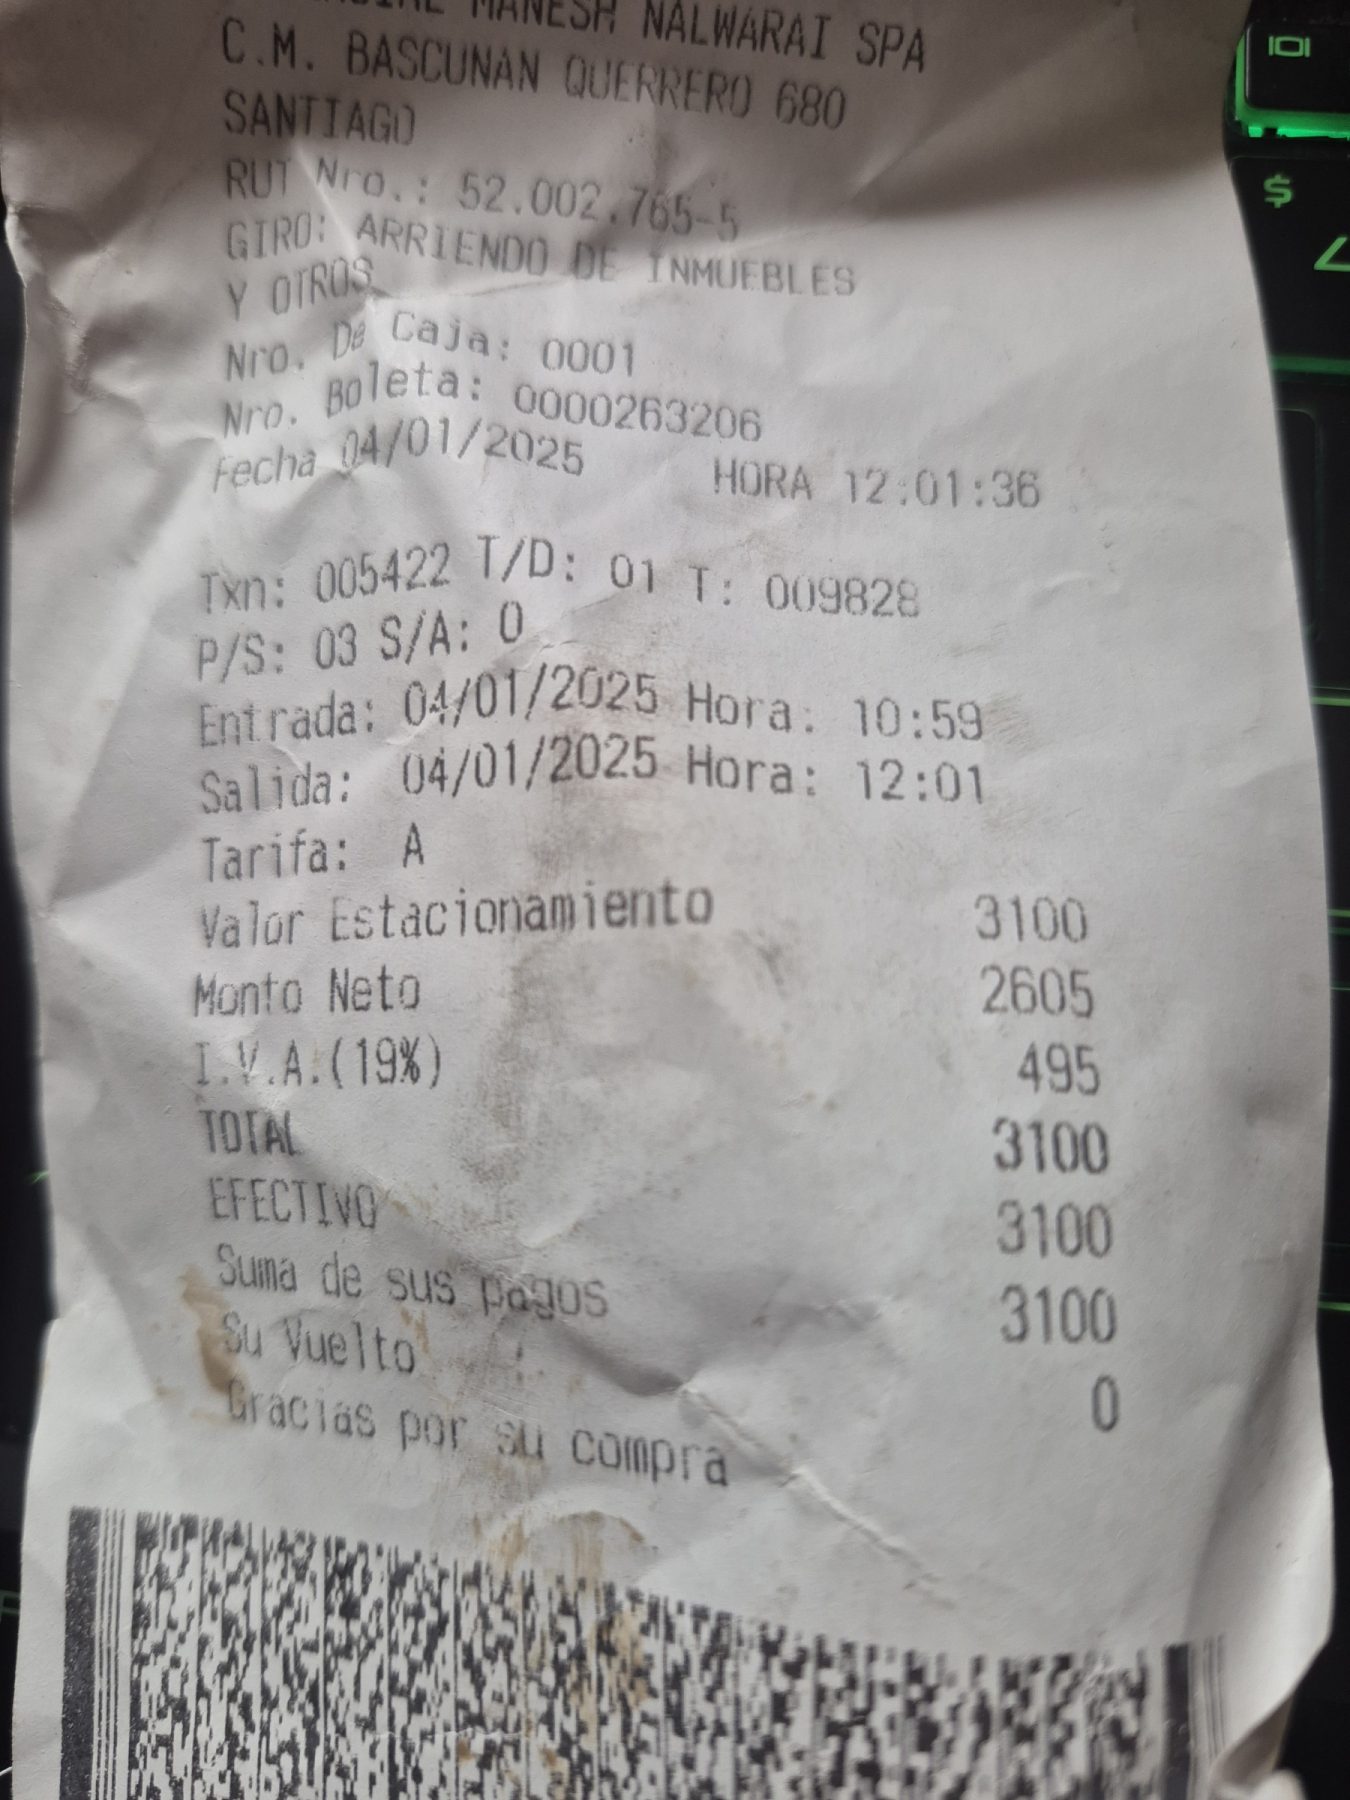 MANESH NALWARAI SPA
C.M. BASCUNAN QUERRERO 680
SANTIAGO
RUT Nro.: 52.002.765-5
GIRO: ARRIENDO DE INMUEBLES
Y OTROS
Nro. De Caja: 0001
Nro. Boleta: 0000263206
Fecha 04/01/2025 HORA 12:01:36
Txn: 005422 T/D: 01 T: 009828
P/S: 03 S/A: 0
Entrada: 04/01/2025 Hora: 10:59
Salida: 04/01/2025 Hora: 12:01
Tarifa: A
Valor Estacionamiento 3100
Monto Neto 2605
I.V.A.(19%) 495
TOTAL 3100
EFECTIVO 3100
Suma de sus pagos 3100
Su Vuelto : 0
Gracias por su compra
$